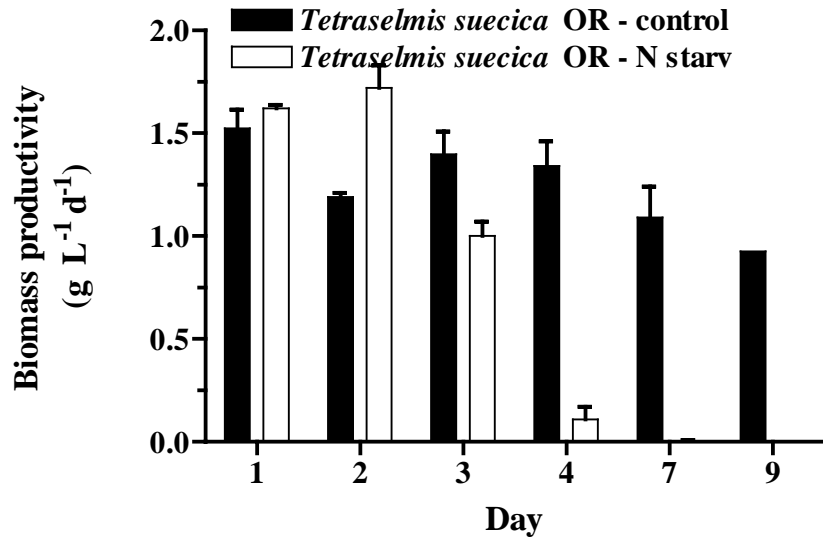 Tetraselmis suecica OR - control
Tetraselmis suecica OR - N starv
Biomass productivity
(g L⁻¹ d⁻¹)
2.0
1.5
1.0
0.5
0.0
1 2 3 4 7 9
Day